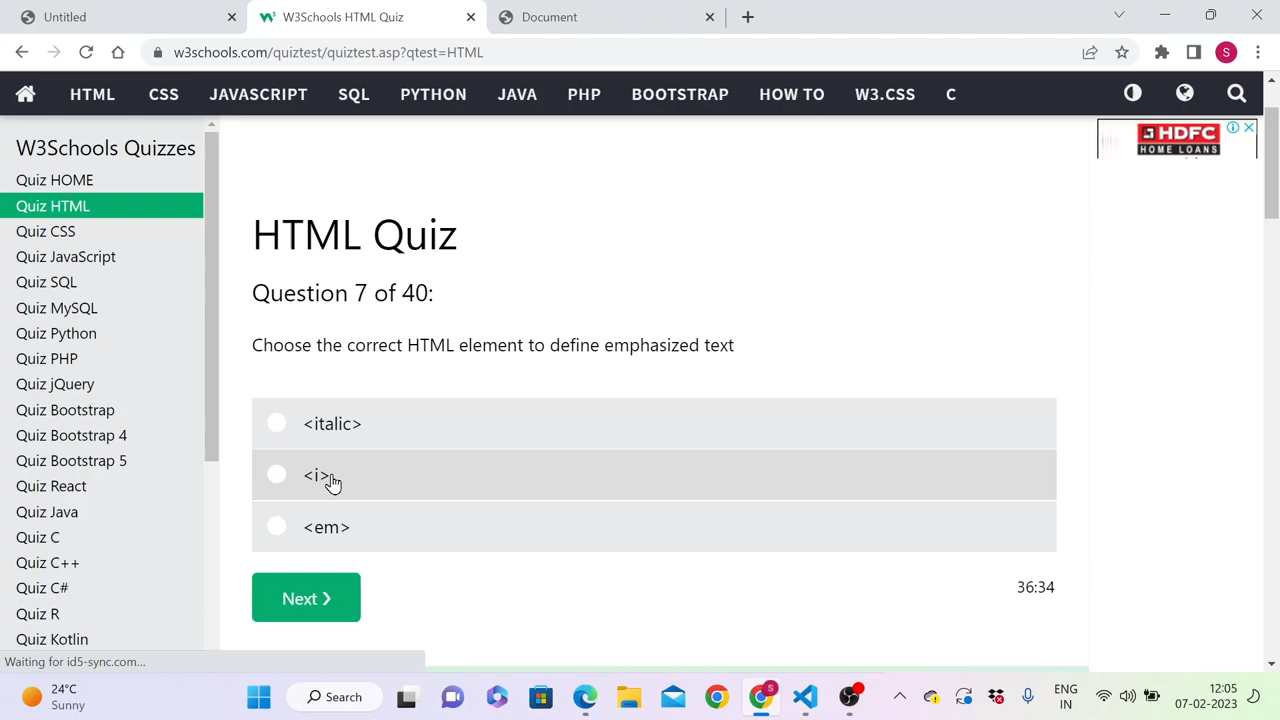 Untitled
W3Schools HTML Quiz
Document
w3schools.com/quiztest/quiztest.asp?qtest=HTML
S
HTML CSS JAVASCRIPT SQL PYTHON JAVA PHP BOOTSTRAP HOW TO W3.CSS C
W3Schools Quizzes
Quiz HOME
Quiz HTML
Quiz CSS
Quiz JavaScript
Quiz SQL
Quiz MySQL
Quiz Python
Quiz PHP
Quiz jQuery
Quiz Bootstrap
Quiz Bootstrap 4
Quiz Bootstrap 5
Quiz React
Quiz Java
Quiz C
Quiz C++
Quiz C#
Quiz R
Quiz Kotlin
HDFC
HOME LOANS
HTML Quiz
Question 7 of 40:
Choose the correct HTML element to define emphasized text
<italic>
<i>
<em>
Next ❯
36:34
Waiting for id5-sync.com...
24°C
Sunny
Search
S
ENG
IN
12:05
07-02-2023